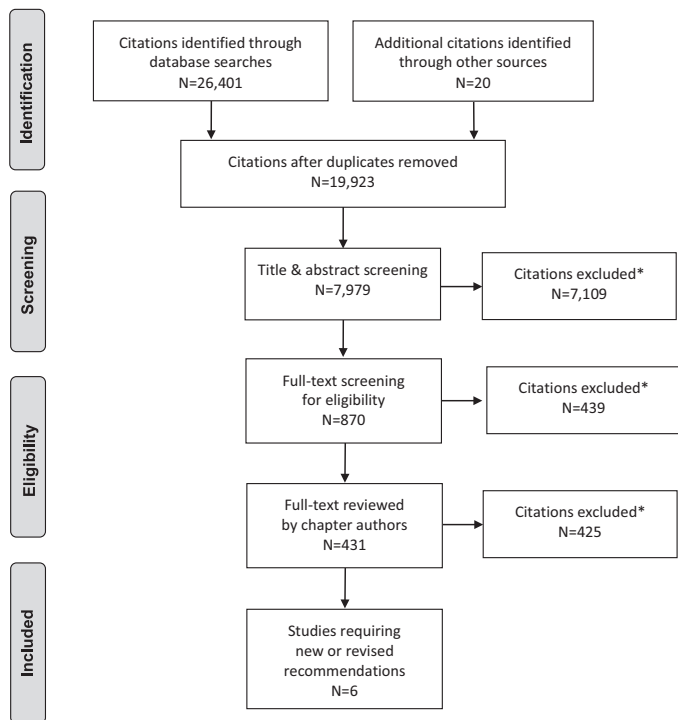 Identification
Citations identified through
database searches
N=26,401
Additional citations identified
through other sources
N=20
Citations after duplicates removed
N=19,923
Screening
Title & abstract screening
N=7,979
Citations excluded*
N=7,109
Eligibility
Full-text screening
for eligibility
N=870
Citations excluded*
N=439
Full-text reviewed
by chapter authors
N=431
Citations excluded*
N=425
Included
Studies requiring
new or revised
recommendations
N=6